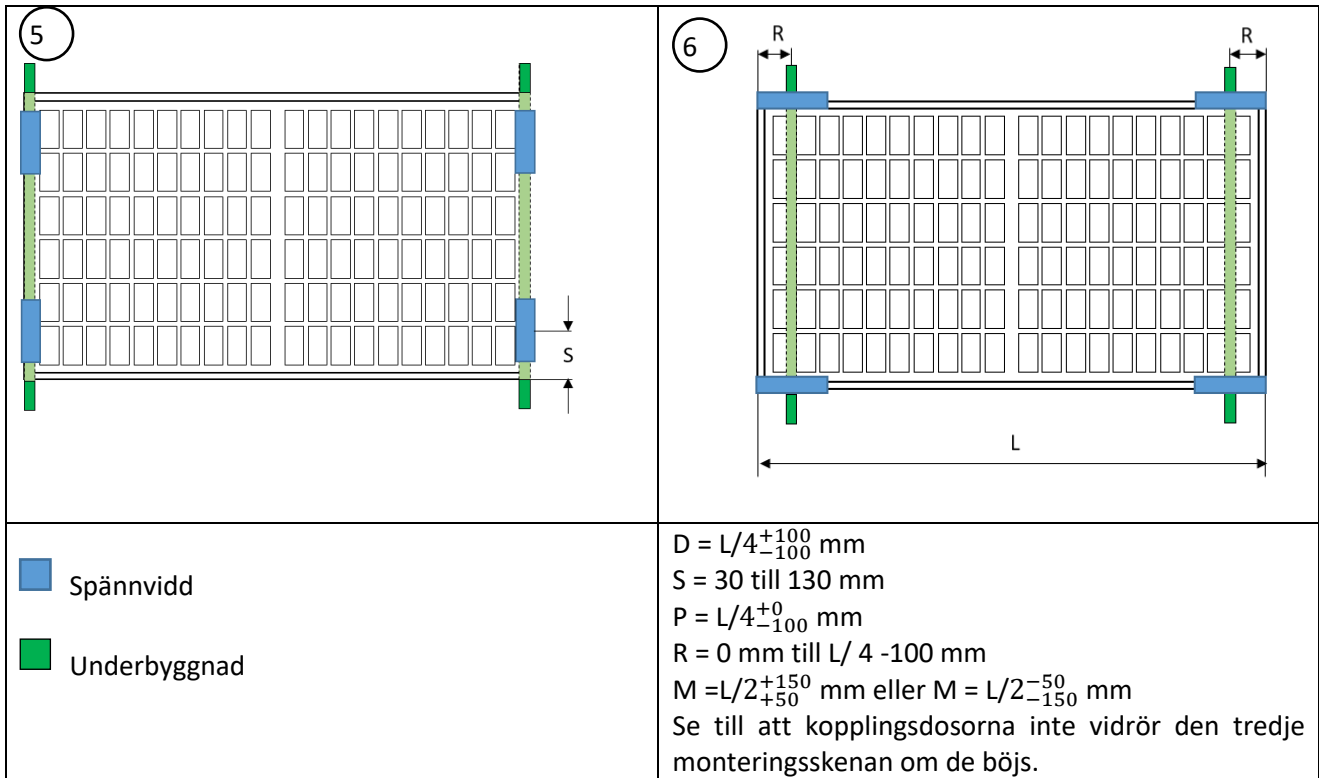 5
S
6
R R
L
Spännvidd
Underbyggnad
D = L/4⁺¹⁰⁰₋₁₀₀ mm
S = 30 till 130 mm
P = L/4⁺⁰₋₁₀₀ mm
R = 0 mm till L/ 4 -100 mm
M =L/2⁺¹⁵⁰₊₅₀ mm eller M = L/2⁻⁵⁰₋₁₅₀ mm
Se till att kopplingsdosorna inte vidrör den tredje
monteringsskenan om de böjs.